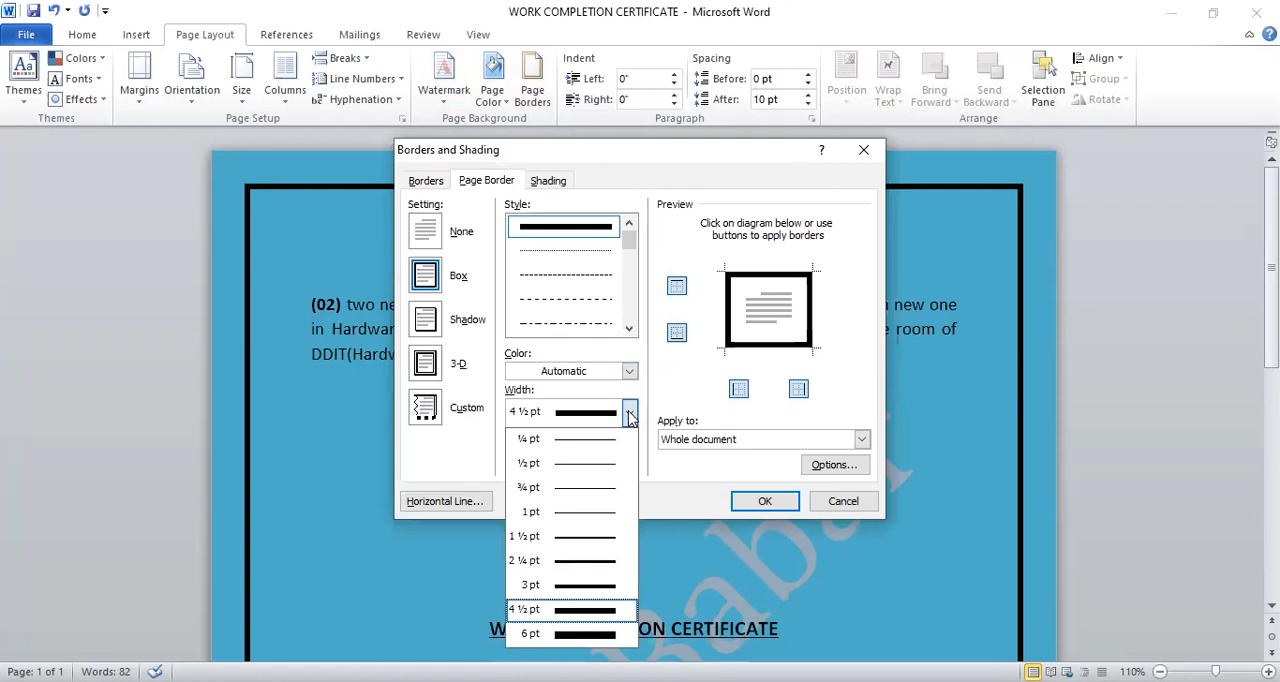 WORK COMPLETION CERTIFICATE - Microsoft Word
File Home Insert Page Layout References Mailings Review View
Colors Breaks Indent Spacing Align
Aa Fonts Line Numbers Left: 0" Before: 0 pt Group
Themes Effects Margins Orientation Size Columns Hyphenation Watermark Page Color Page Borders Right: 0" After: 10 pt Position Wrap Text Bring Forward Send Backward Selection Pane Rotate
Themes Page Setup Page Background Paragraph Arrange
Borders and Shading
Borders Page Border Shading
Setting: Style: Preview
None
Click on diagram below or use
buttons to apply borders
Box
Shadow
3-D
Custom
Color:
Automatic
Width:
4 ½ pt
¼ pt
½ pt
¾ pt
1 pt
1 ½ pt
2 ¼ pt
3 pt
4 ½ pt
6 pt
Apply to:
Whole document
Options...
Horizontal Line... OK Cancel
(02) two ne new one
in Hardwar e room of
DDIT(Hardw
W ON CERTIFICATE
Page: 1 of 1 Words: 82 110%